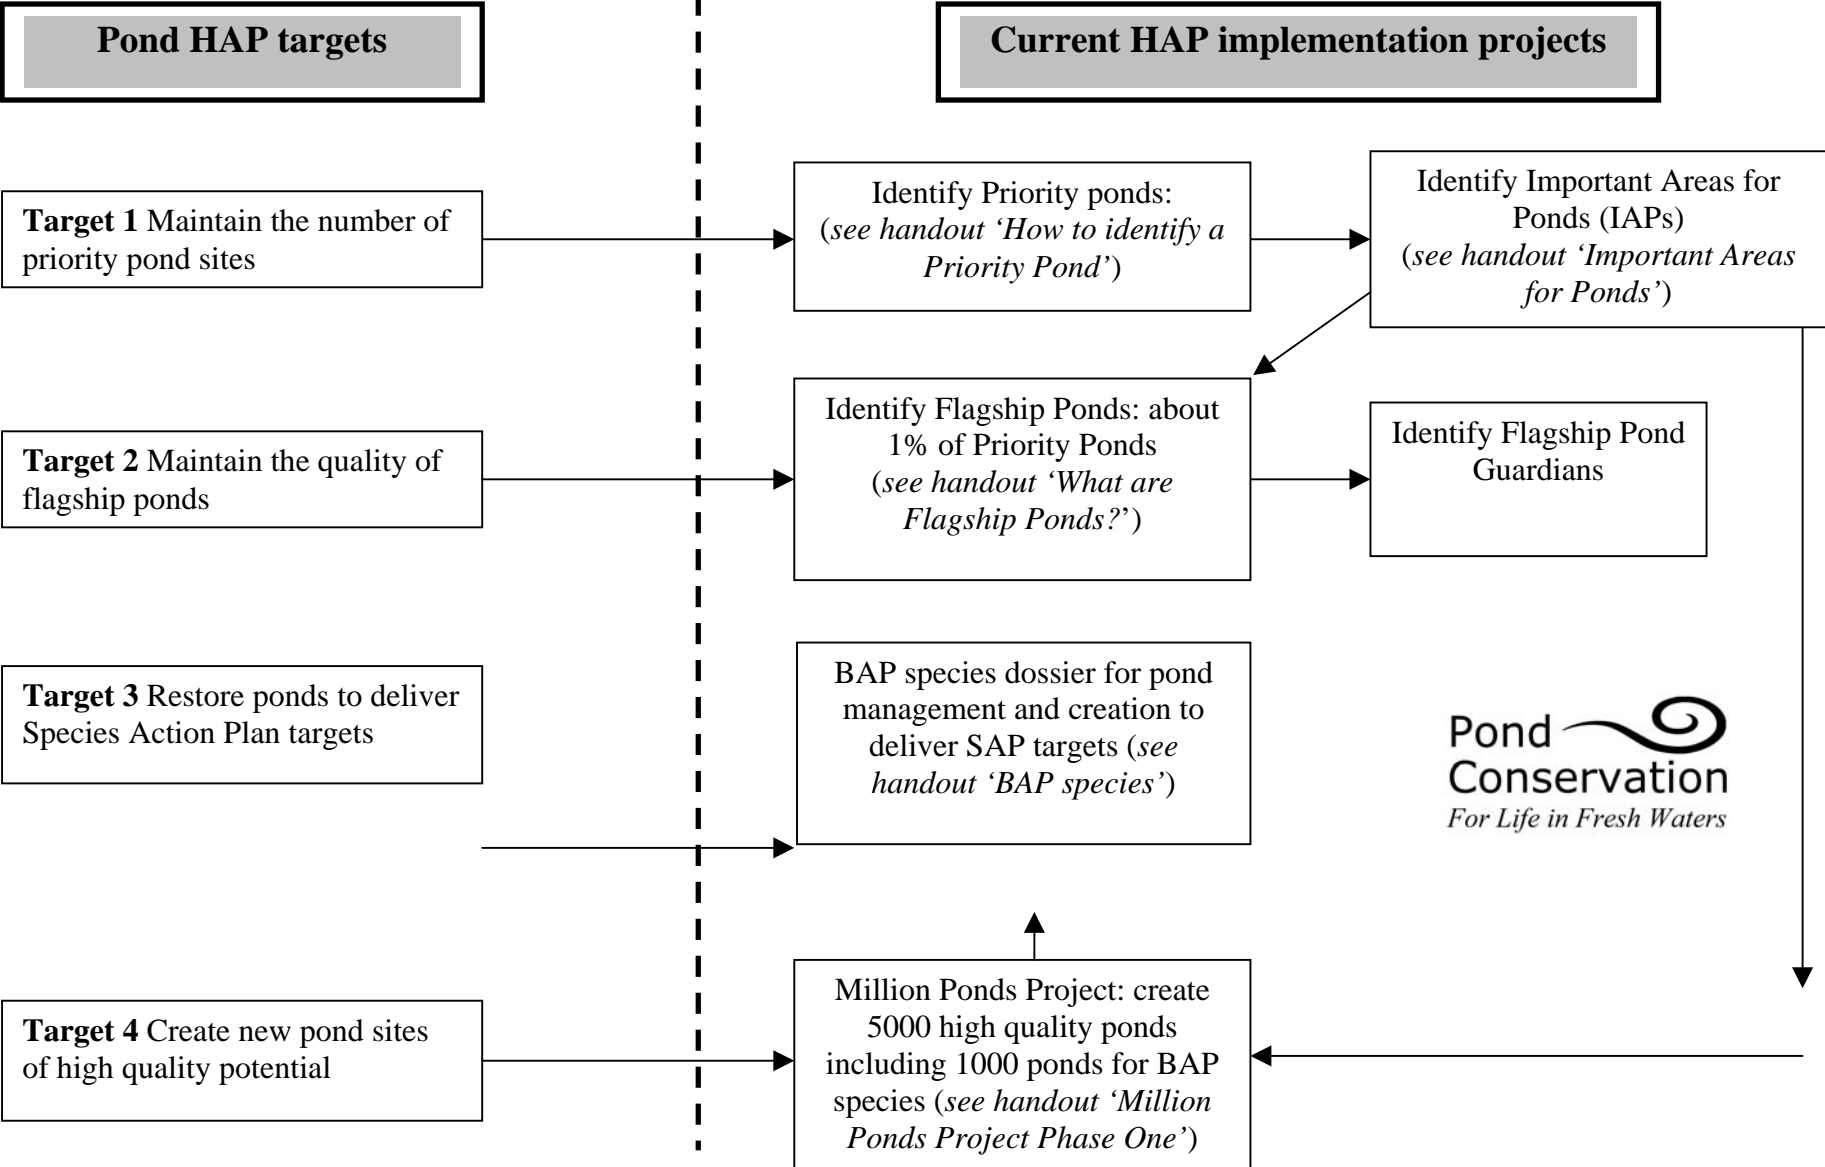 Pond HAP targets
Current HAP implementation projects
Target 1 Maintain the number of
priority pond sites
Identify Priority ponds:
(see handout ‘How to identify a
Priority Pond’)
Identify Important Areas for
Ponds (IAPs)
(see handout ‘Important Areas
for Ponds’)
Target 2 Maintain the quality of
flagship ponds
Identify Flagship Ponds: about
1% of Priority Ponds
(see handout ‘What are
Flagship Ponds?’)
Identify Flagship Pond
Guardians
Target 3 Restore ponds to deliver
Species Action Plan targets
BAP species dossier for pond
management and creation to
deliver SAP targets (see
handout ‘BAP species’)
Pond
Conservation
For Life in Fresh Waters
Target 4 Create new pond sites
of high quality potential
Million Ponds Project: create
5000 high quality ponds
including 1000 ponds for BAP
species (see handout ‘Million
Ponds Project Phase One’)